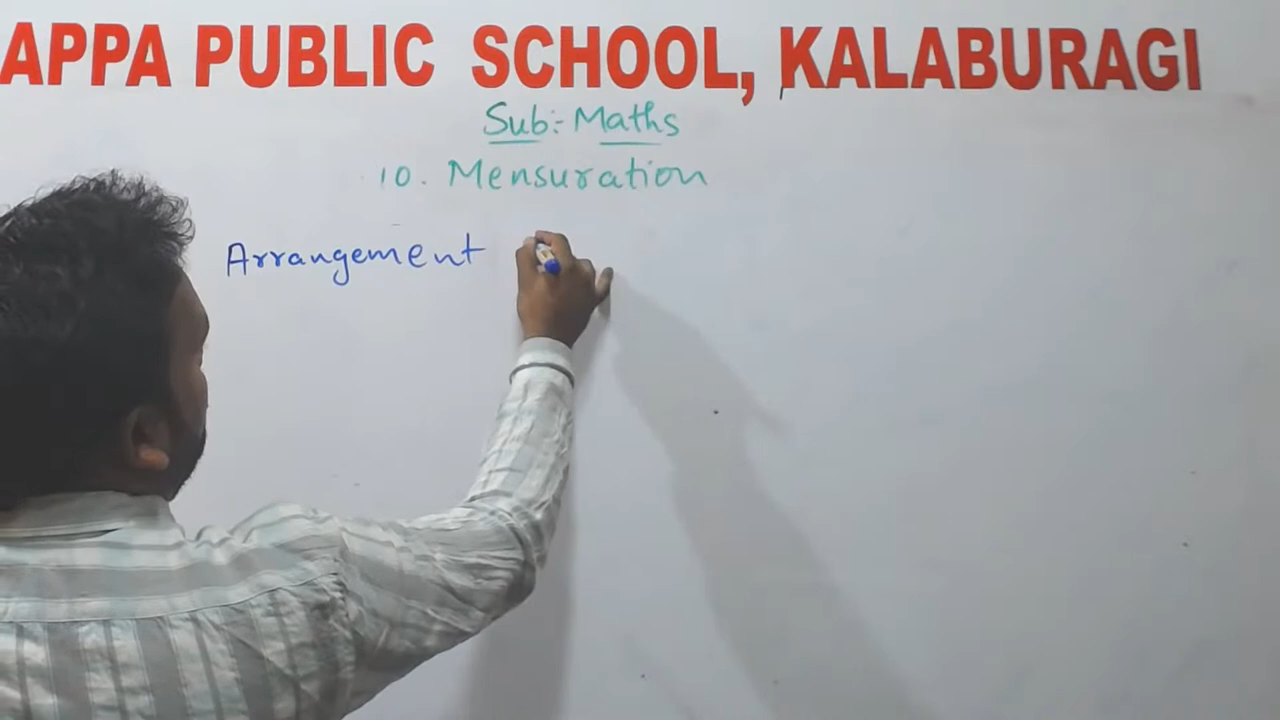 APPA PUBLIC SCHOOL, KALABURAGI
Sub:- Maths
10. Mensuration
Arrangement